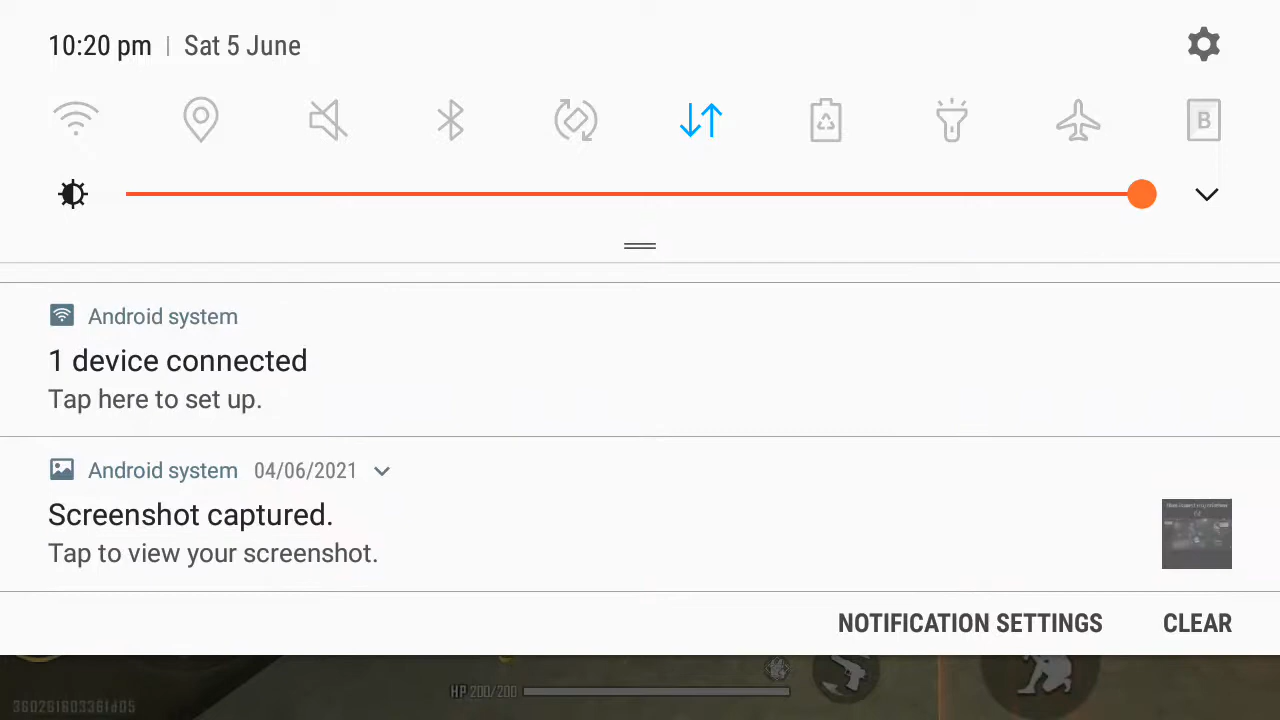 10:20 pm | Sat 5 June
B
Android system
1 device connected
Tap here to set up.
Android system 04/06/2021
Screenshot captured.
Tap to view your screenshot.
NOTIFICATION SETTINGS CLEAR
HP 200/200